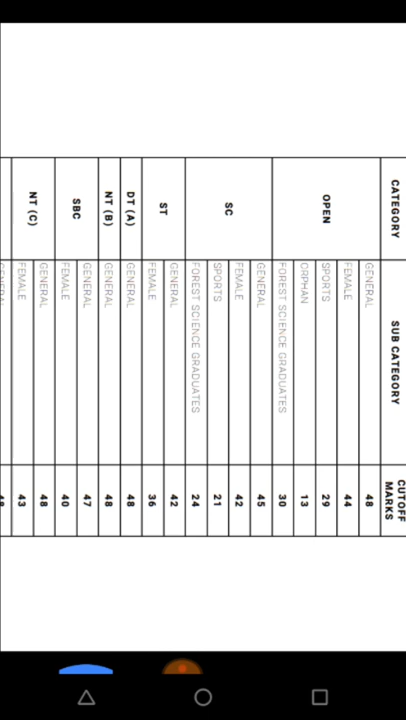 CATEGORY SUB CATEGORY CUTOFF MARKS
OPEN GENERAL 48
FEMALE 44
SPORTS 29
ORPHAN 13
FOREST SCIENCE GRADUATES 30
SC GENERAL 45
FEMALE 42
SPORTS 21
FOREST SCIENCE GRADUATES 24
ST GENERAL 42
FEMALE 36
DT (A) GENERAL 48
NT (B) GENERAL 48
SBC GENERAL 47
FEMALE 40
NT (C) GENERAL 48
FEMALE 43
GENERAL